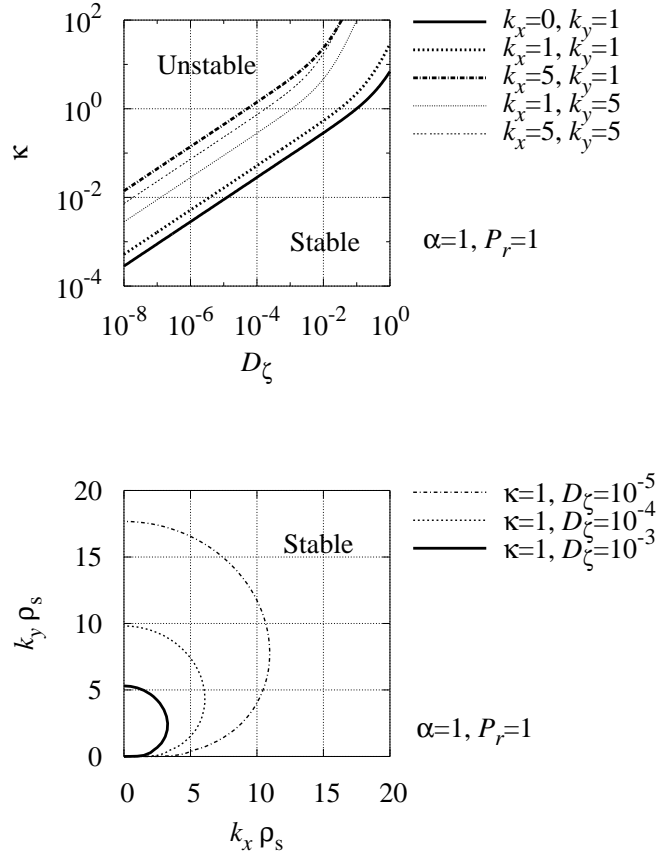 10^2
10^0
10^-2
10^-4
κ
Unstable
Stable
10^-8 10^-6 10^-4 10^-2 10^0
D_ζ
k_x=0, k_y=1
k_x=1, k_y=1
k_x=5, k_y=1
k_x=1, k_y=5
k_x=5, k_y=5
α=1, P_r=1
20
15
10
5
0
k_y ρ_s
Stable
0 5 10 15 20
k_x ρ_s
κ=1, D_ζ=10^-5
κ=1, D_ζ=10^-4
κ=1, D_ζ=10^-3
α=1, P_r=1